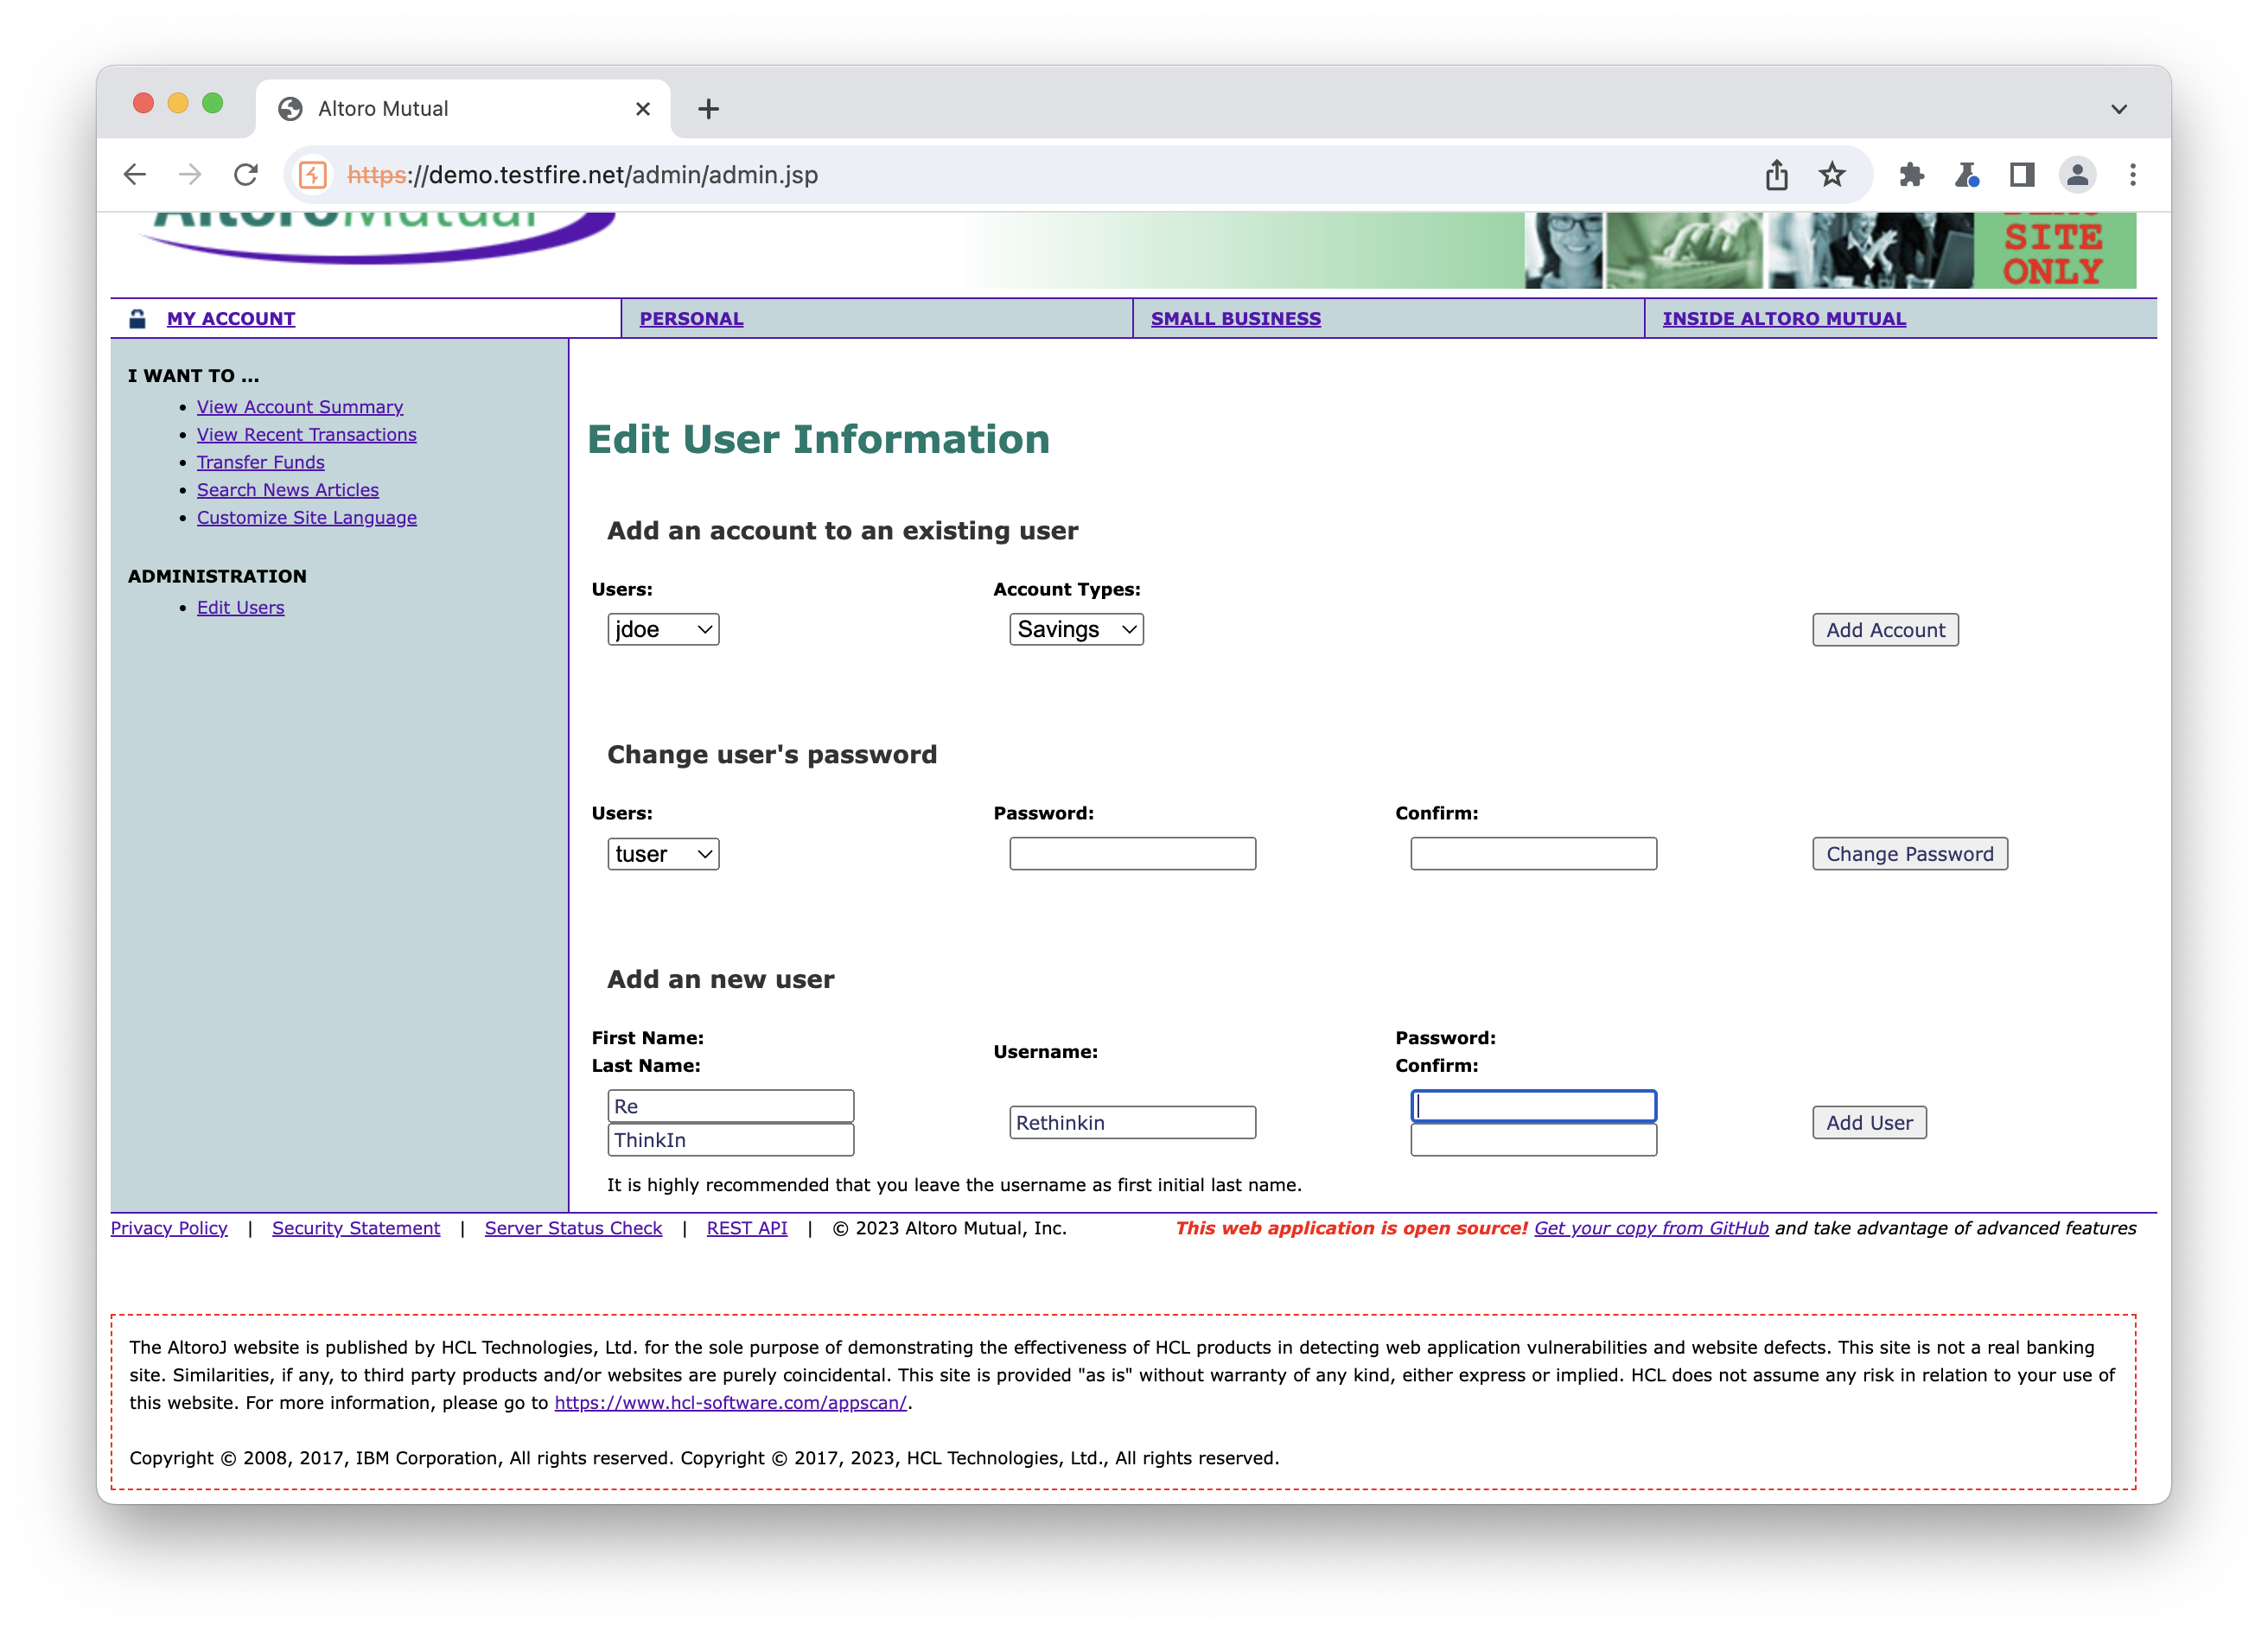 Altoro Mutual
https://demo.testfire.net/admin/admin.jsp
AltoroMutual
DEMO
SITE
ONLY
MY ACCOUNT
PERSONAL
SMALL BUSINESS
INSIDE ALTORO MUTUAL
I WANT TO ...
View Account Summary
View Recent Transactions
Transfer Funds
Search News Articles
Customize Site Language
ADMINISTRATION
Edit Users
Edit User Information
Add an account to an existing user
Users:
Account Types:
jdoe
Savings
Add Account
Change user's password
Users:
Password:
Confirm:
tuser
Change Password
Add an new user
First Name:
Last Name:
Username:
Password:
Confirm:
Re
ThinkIn
Rethinkin
Add User
It is highly recommended that you leave the username as first initial last name.
Privacy Policy | Security Statement | Server Status Check | REST API | © 2023 Altoro Mutual, Inc.
This web application is open source! Get your copy from GitHub and take advantage of advanced features
The AltoroJ website is published by HCL Technologies, Ltd. for the sole purpose of demonstrating the effectiveness of HCL products in detecting web application vulnerabilities and website defects. This site is not a real banking
site. Similarities, if any, to third party products and/or websites are purely coincidental. This site is provided "as is" without warranty of any kind, either express or implied. HCL does not assume any risk in relation to your use of
this website. For more information, please go to https://www.hcl-software.com/appscan/.
Copyright © 2008, 2017, IBM Corporation, All rights reserved. Copyright © 2017, 2023, HCL Technologies, Ltd., All rights reserved.